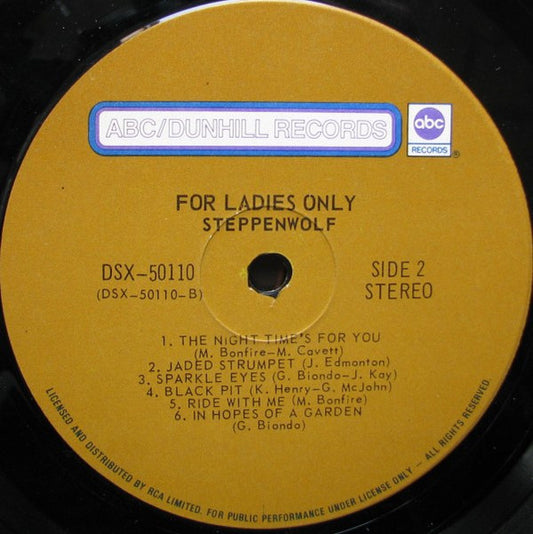 ABC/DUNHILL RECORDS
abc
RECORDS
®
FOR LADIES ONLY
STEPPENWOLF
DSX-50110
(DSX-50110-B)
SIDE 2
STEREO
1. THE NIGHT TIME'S FOR YOU
(M. Bonfire-M. Cavett)
2. JADED STRUMPET (J. Edmonton)
3. SPARKLE EYES (G. Biondo-J. Kay)
4. BLACK PIT (K. Henry-G. McJohn)
5. RIDE WITH ME (M. Bonfire)
6. IN HOPES OF A GARDEN
(G. Biondo)
LICENSED AND DISTRIBUTED BY RCA LIMITED. FOR PUBLIC PERFORMANCE UNDER LICENSE ONLY - ALL RIGHTS RESERVED.